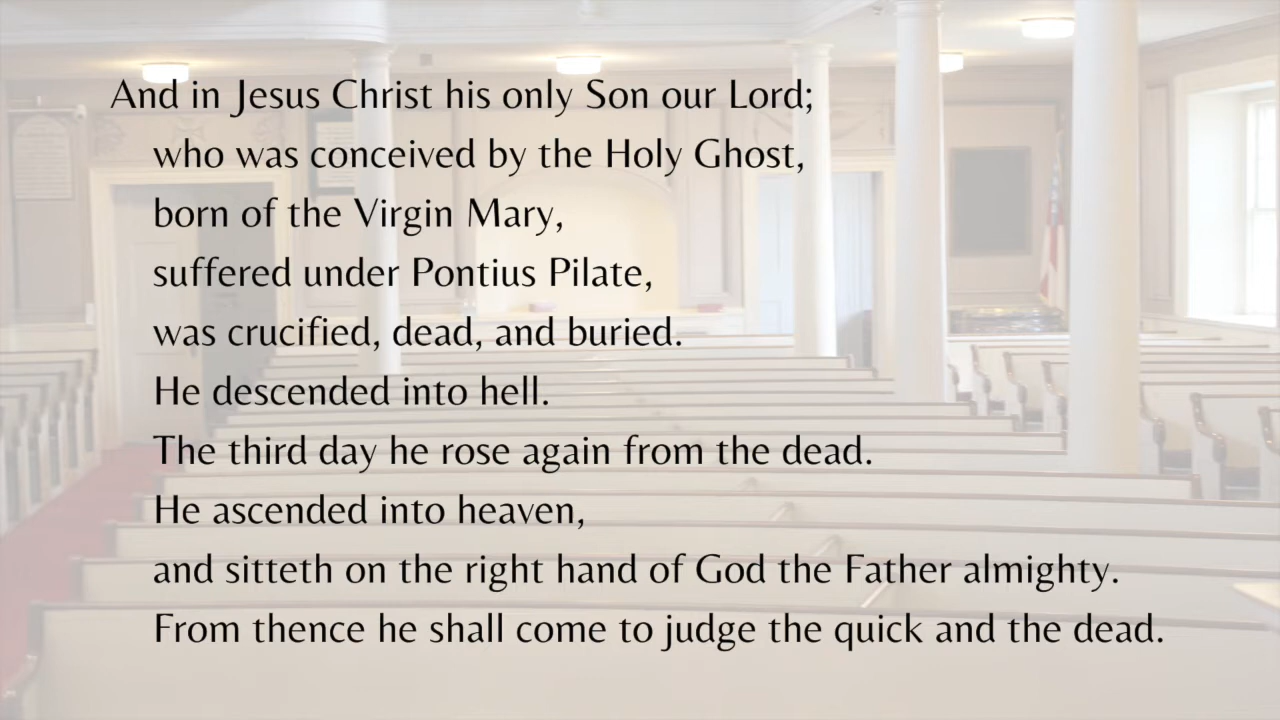 And in Jesus Christ his only Son our Lord;
who was conceived by the Holy Ghost,
born of the Virgin Mary,
suffered under Pontius Pilate,
was crucified, dead, and buried.
He descended into hell.
The third day he rose again from the dead.
He ascended into heaven,
and sitteth on the right hand of God the Father almighty.
From thence he shall come to judge the quick and the dead.